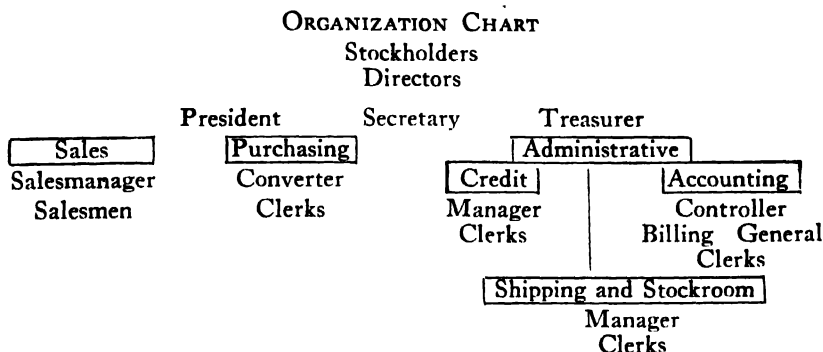 ORGANIZATION CHART
Stockholders
Directors
President Secretary Treasurer
Sales Purchasing Administrative
Salesmanager Converter Credit Accounting
Salesmen Clerks Manager Controller
Clerks Billing General
Clerks
Shipping and Stockroom
Manager
Clerks